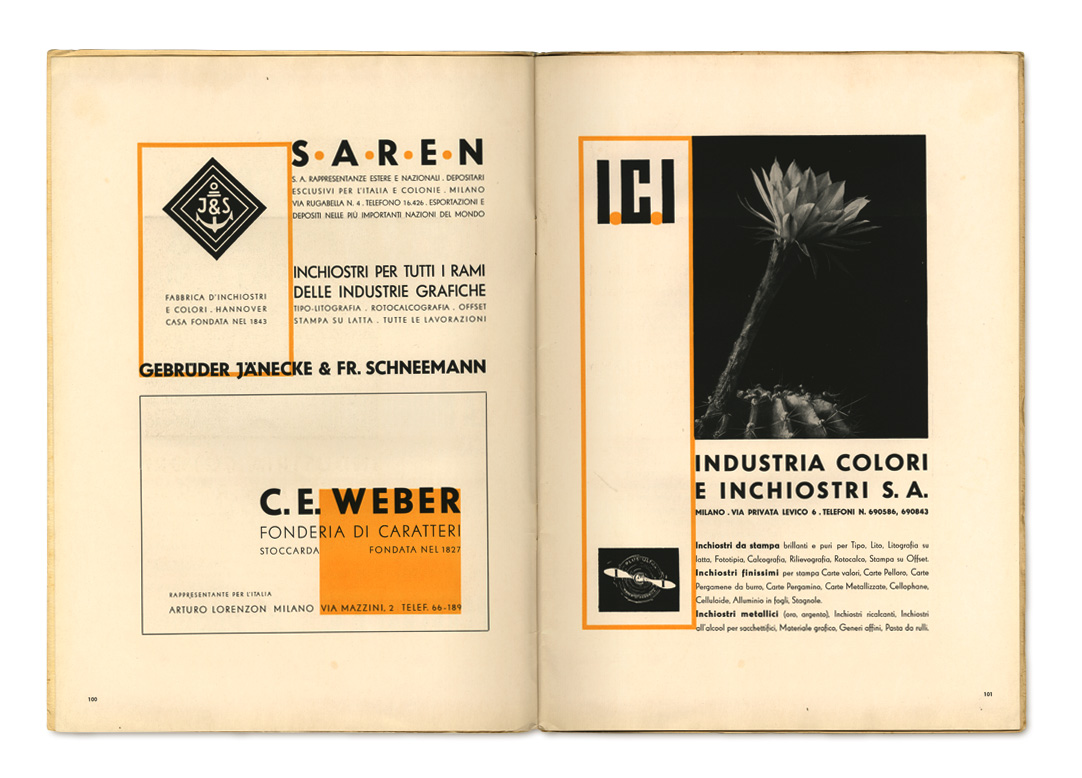 S·A·R·E·N
S. A. RAPPRESENTANZE ESTERE E NAZIONALI . DEPOSITARI
ESCLUSIVI PER L'ITALIA E COLONIE . MILANO
VIA RUGABELLA N. 4 . TELEFONO 16.426 . ESPORTAZIONI E
DEPOSITI NELLE PIÙ IMPORTANTI NAZIONI DEL MONDO
J&S
INCHIOSTRI PER TUTTI I RAMI
DELLE INDUSTRIE GRAFICHE
TIPO-LITOGRAFIA . ROTOCALCOGRAFIA . OFFSET
STAMPA SU LATTA . TUTTE LE LAVORAZIONI
FABBRICA D'INCHIOSTRI
E COLORI . HANNOVER
CASA FONDATA NEL 1843
GEBRÜDER JÄNECKE & FR. SCHNEEMANN
C. E. WEBER
FONDERIA DI CARATTERI
STOCCARDA FONDATA NEL 1827
RAPPRESENTANTE PER L'ITALIA
ARTURO LORENZON MILANO VIA MAZZINI, 2 TELEF. 66-189
100
I.C.I
INDUSTRIA COLORI
E INCHIOSTRI S. A.
MILANO . VIA PRIVATA LEVICO 6 . TELEFONI N. 690586, 690843
Inchiostri da stampa brillanti e puri per Tipo, Lito, Litografia su
latta, Fototipia, Calcografia, Rilievografia, Rotocalco, Stampa su Offset.
Inchiostri finissimi per stampa Carte valori, Carte Pelloro, Carte
Pergamene da burro, Carte Pergamino, Carte Metallizzate, Cellophane,
Celluloide, Alluminio in fogli, Stagnole.
Inchiostri metallici (oro, argento), Inchiostri ricalcanti, Inchiostri
all'alcool per sacchettifici, Materiale grafico, Generi affini, Pasta da rulli.
101